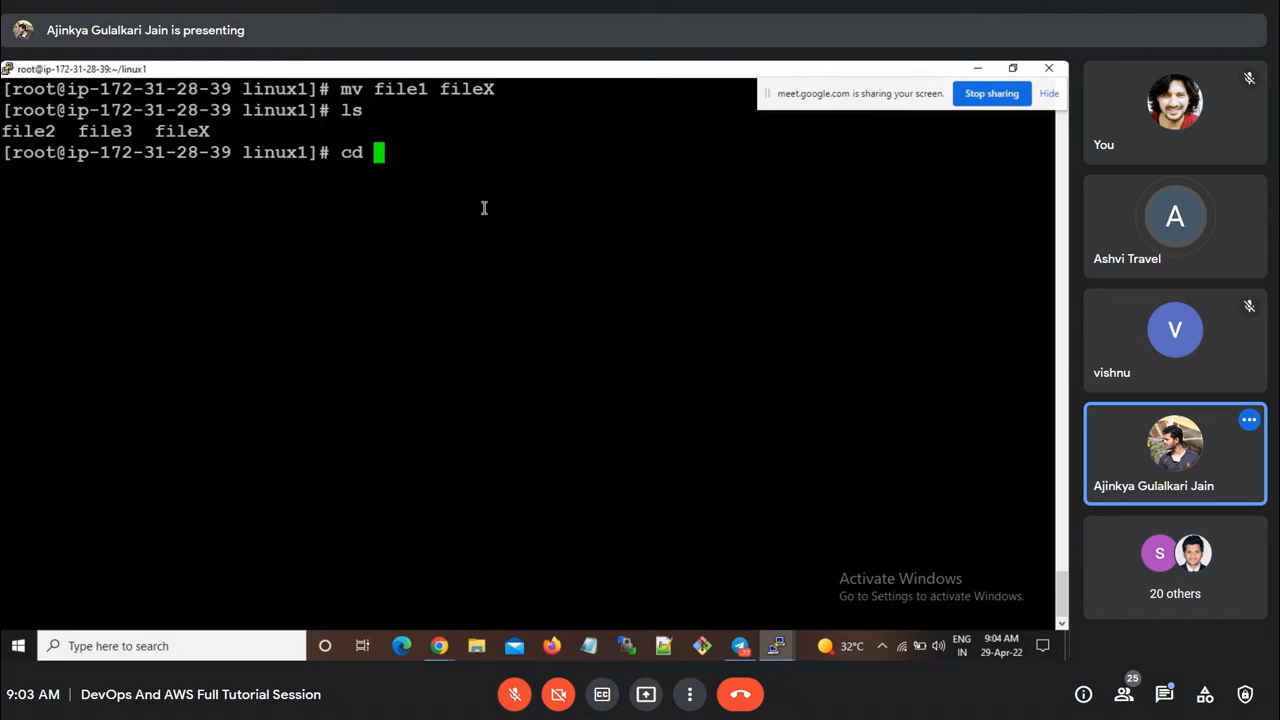 Ajinkya Gulalkari Jain is presenting
root@ip-172-31-28-39:~/linux1
[root@ip-172-31-28-39 linux1]# mv file1 fileX
[root@ip-172-31-28-39 linux1]# ls
file2 file3 fileX
[root@ip-172-31-28-39 linux1]# cd
meet.google.com is sharing your screen.
Stop sharing
Hide
You
A
Ashvi Travel
V
vishnu
Ajinkya Gulalkari Jain
S
20 others
Activate Windows
Go to Settings to activate Windows.
Type here to search
32°C
ENG
IN
9:04 AM
29-Apr-22
9:03 AM | DevOps And AWS Full Tutorial Session
25